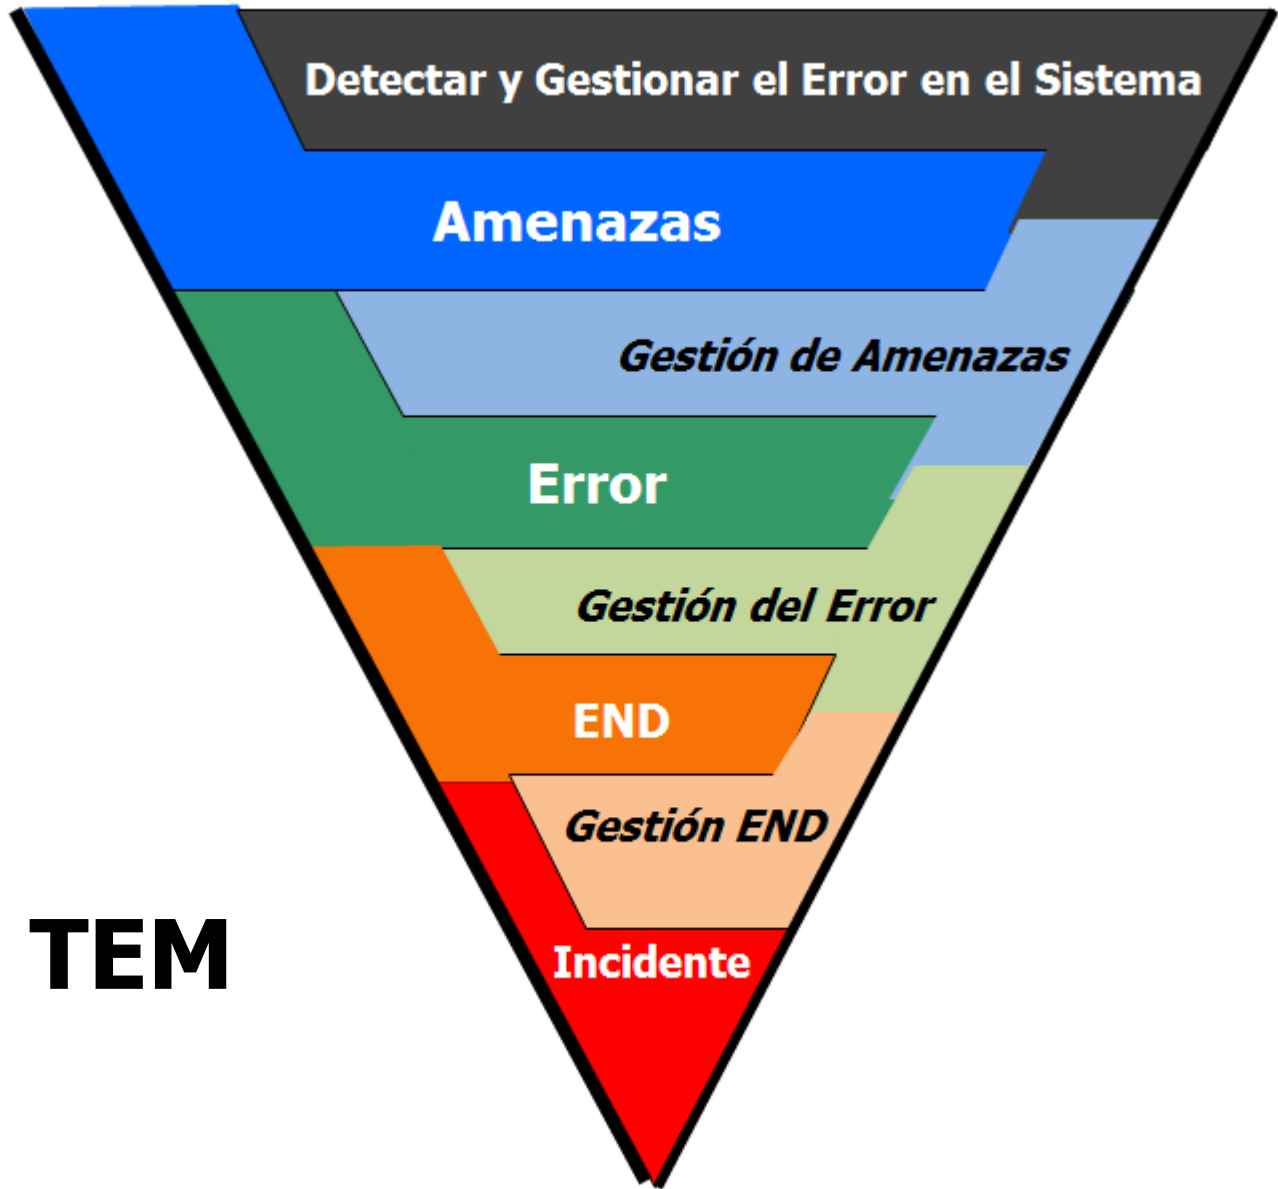 Detectar y Gestionar el Error en el Sistema
Amenazas
Gestión de Amenazas
Error
Gestión del Error
END
Gestión END
TEM
Incidente